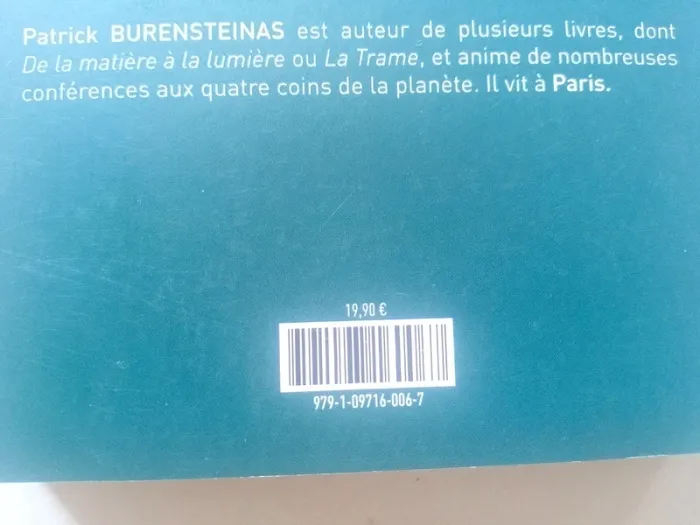 Patrick BURENSTEINAS est auteur de plusieurs livres, dont
De la matière à la lumière ou La Trame, et anime de nombreuses
conférences aux quatre coins de la planète. Il vit à Paris.
19,90 €
979-1-09716-006-7